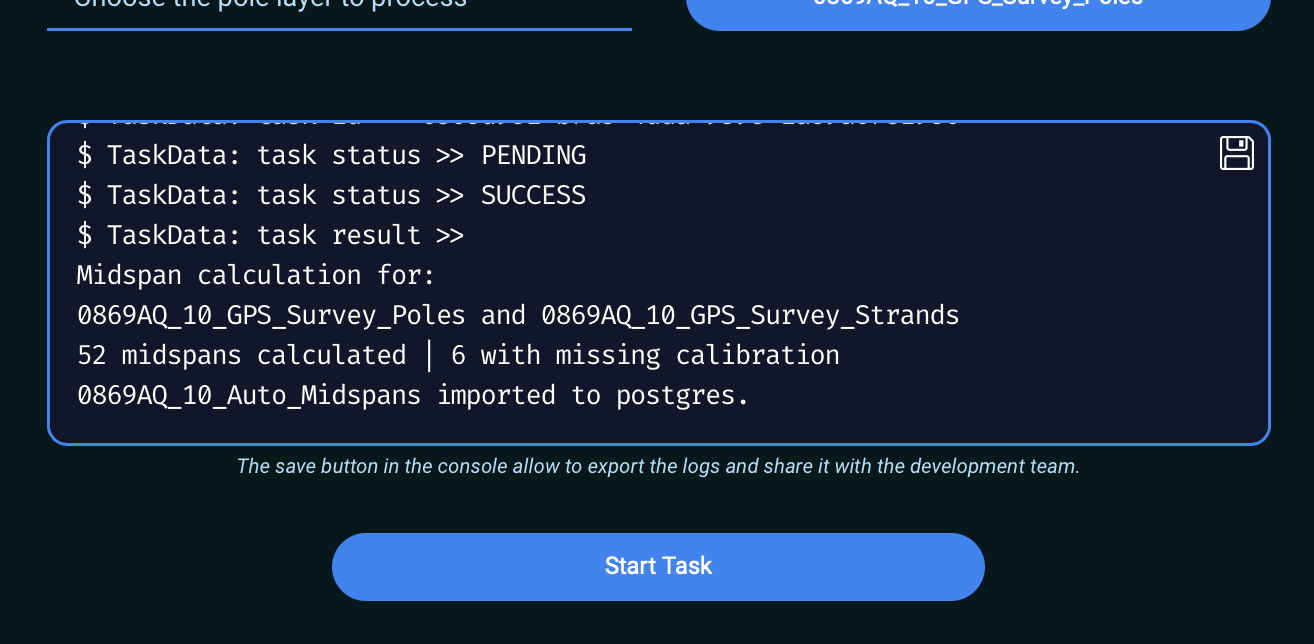 Choose the pole layer to process
0869AQ_10_GPS_Survey_Poles
$ TaskData: task status >> PENDING
$ TaskData: task status >> SUCCESS
$ TaskData: task result >>
Midspan calculation for:
0869AQ_10_GPS_Survey_Poles and 0869AQ_10_GPS_Survey_Strands
52 midspans calculated | 6 with missing calibration
0869AQ_10_Auto_Midspans imported to postgres.
The save button in the console allow to export the logs and share it with the development team.
Start Task